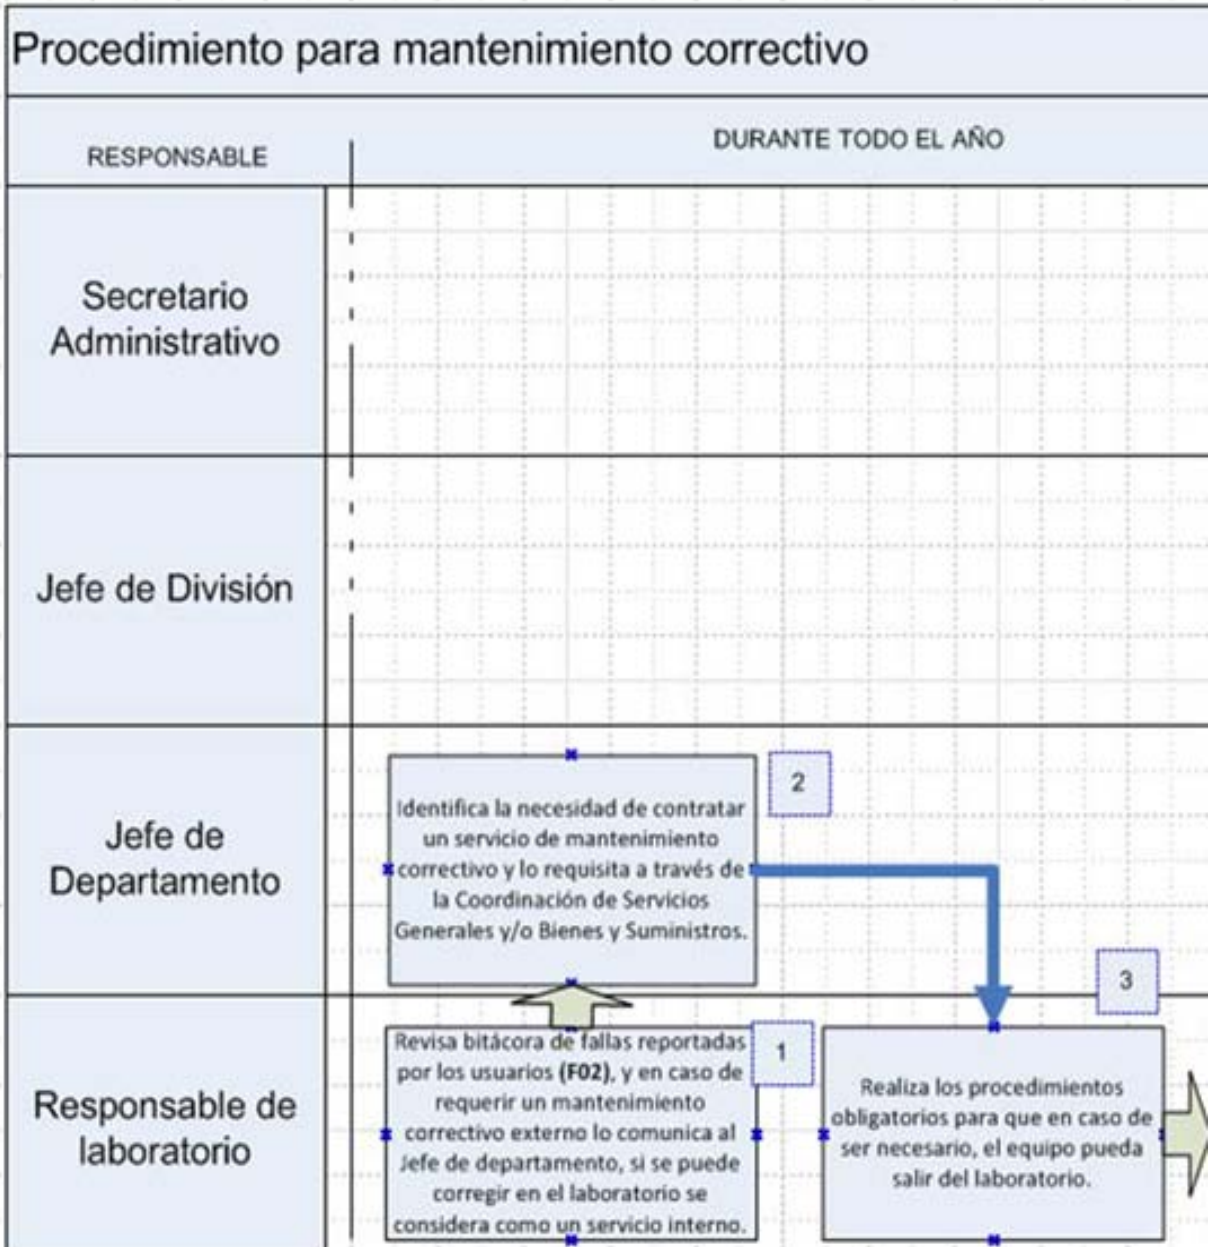 Procedimiento para mantenimiento correctivo
RESPONSABLE
DURANTE TODO EL AÑO
Secretario
Administrativo
Jefe de División
Jefe de
Departamento
Identifica la necesidad de contratar
un servicio de mantenimiento
correctivo y lo requisita a través de
la Coordinación de Servicios
Generales y/o Bienes y Suministros.
2
Responsable de
laboratorio
Revisa bitácora de fallas reportadas
por los usuarios (F02), y en caso de
requerir un mantenimiento
correctivo externo lo comunica al
Jefe de departamento, si se puede
corregir en el laboratorio se
considera como un servicio interno.
1
3
Realiza los procedimientos
obligatorios para que en caso de
ser necesario, el equipo pueda
salir del laboratorio.